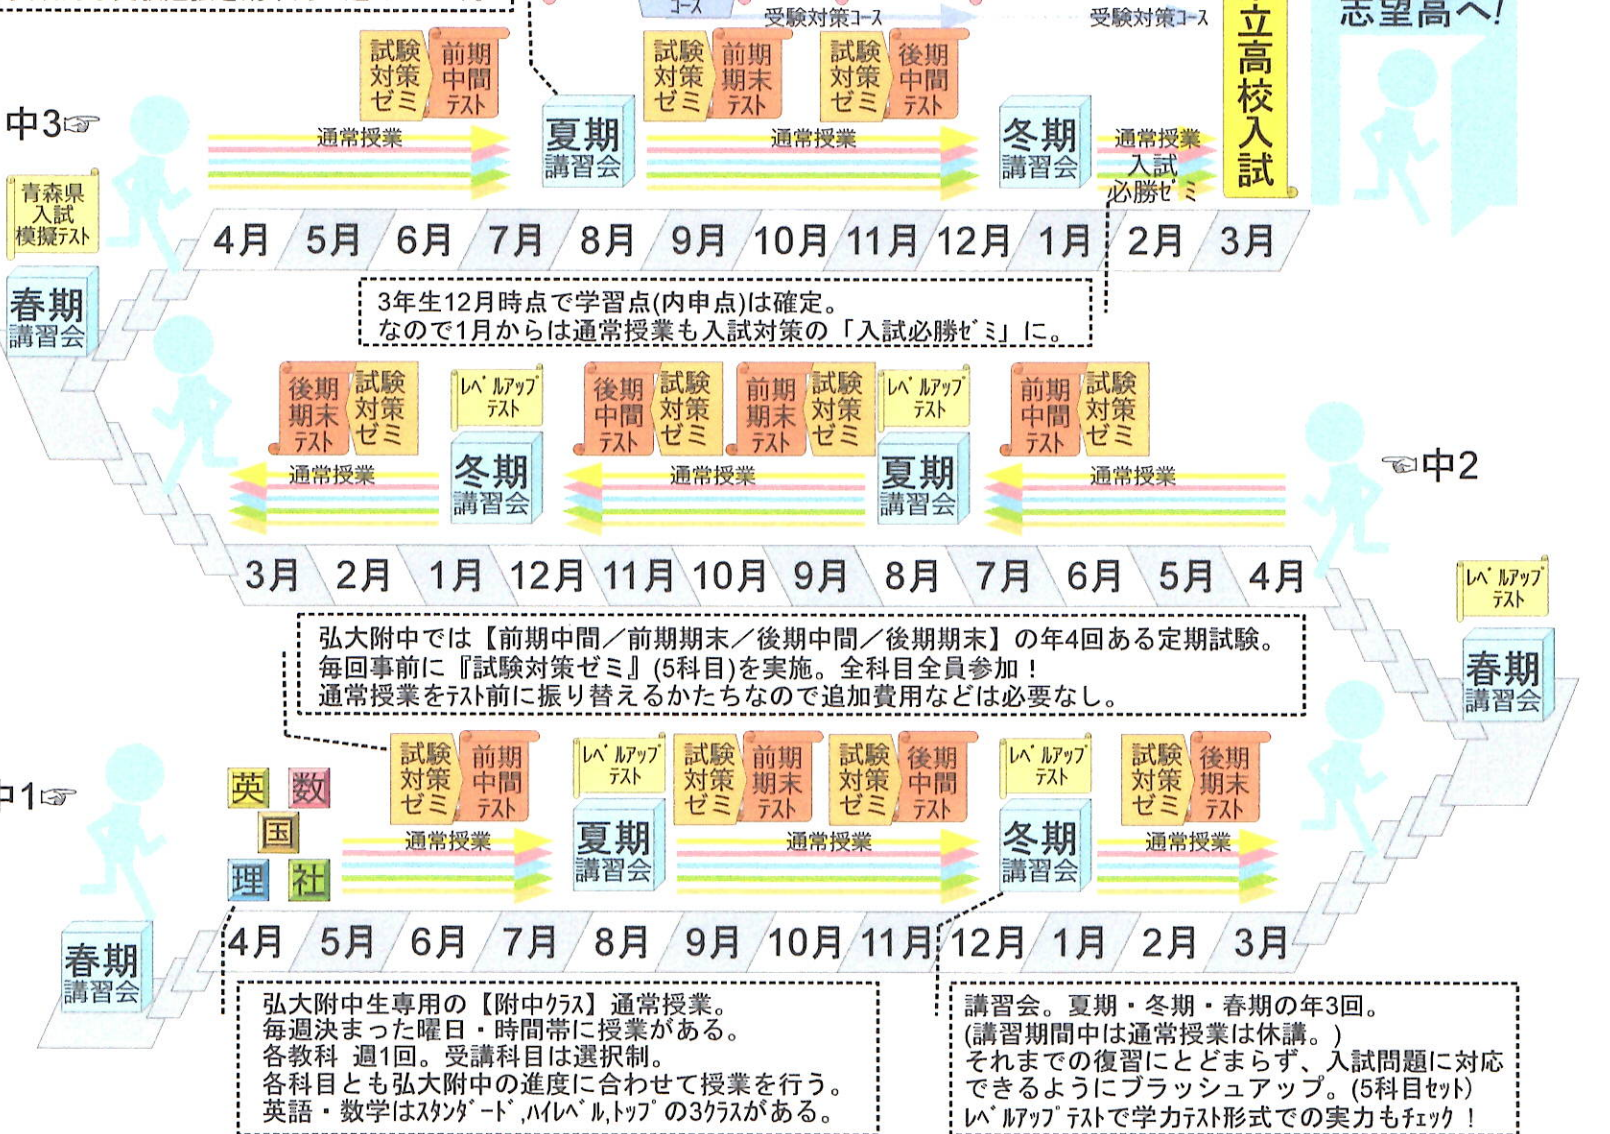 コース
受験対策ｺｰｽ
受験対策ｺｰｽ
立高校入試
志望高へ!
試験
対策
ゼミ
前期
中間
ﾃｽﾄ
試験
対策
ゼミ
前期
期末
ﾃｽﾄ
試験
対策
ゼミ
後期
中間
ﾃｽﾄ
中3☞
通常授業
夏期
講習会
通常授業
冬期
講習会
通常授業
入試
必勝ｾﾞﾐ
青森県
入試
模擬ﾃｽﾄ
春期
講習会
4月 5月 6月 7月 8月 9月 10月 11月 12月 1月 2月 3月
3年生12月時点で学習点(内申点)は確定。
なので1月からは通常授業も入試対策の「入試必勝ｾﾞﾐ」に。
後期
期末
ﾃｽﾄ
試験
対策
ゼミ
ﾚﾍﾞﾙｱｯﾌﾟ
ﾃｽﾄ
後期
中間
ﾃｽﾄ
試験
対策
ゼミ
前期
期末
ﾃｽﾄ
試験
対策
ゼミ
ﾚﾍﾞﾙｱｯﾌﾟ
ﾃｽﾄ
前期
中間
ﾃｽﾄ
試験
対策
ゼミ
通常授業
冬期
講習会
通常授業
夏期
講習会
通常授業
☜中2
3月 2月 1月 12月 11月 10月 9月 8月 7月 6月 5月 4月
ﾚﾍﾞﾙｱｯﾌﾟ
ﾃｽﾄ
春期
講習会
弘大附中では【前期中間／前期期末／後期中間／後期期末】の年4回ある定期試験。
毎回事前に『試験対策ゼミ』(5科目)を実施。全科目全員参加！
通常授業をﾃｽﾄ前に振り替えるかたちなので追加費用などは必要なし。
試験
対策
ゼミ
前期
中間
ﾃｽﾄ
ﾚﾍﾞﾙｱｯﾌﾟ
ﾃｽﾄ
試験
対策
ゼミ
前期
期末
ﾃｽﾄ
試験
対策
ゼミ
後期
中間
ﾃｽﾄ
ﾚﾍﾞﾙｱｯﾌﾟ
ﾃｽﾄ
試験
対策
ゼミ
後期
期末
ﾃｽﾄ
中1☞
英 数
国
理 社
通常授業
夏期
講習会
通常授業
冬期
講習会
通常授業
春期
講習会
4月 5月 6月 7月 8月 9月 10月 11月 12月 1月 2月 3月
弘大附中生専用の【附中ｸﾗｽ】通常授業。
毎週決まった曜日・時間帯に授業がある。
各教科 週1回。受講科目は選択制。
各科目とも弘大附中の進度に合わせて授業を行う。
英語・数学はｽﾀﾝﾀﾞｰﾄﾞ,ﾊｲﾚﾍﾞﾙ,ﾄｯﾌﾟの3ｸﾗｽがある。
講習会。夏期・冬期・春期の年3回。
(講習期間中は通常授業は休講。)
それまでの復習にとどまらず、入試問題に対応
できるようにブラッシュアップ。(5科目ｾｯﾄ)
ﾚﾍﾞﾙｱｯﾌﾟﾃｽﾄで学力ﾃｽﾄ形式での実力もﾁｪｯｸ！